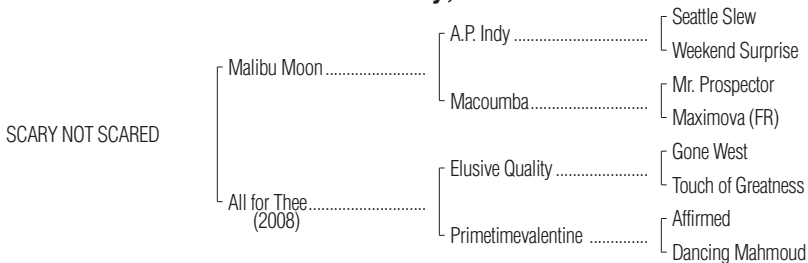 Seattle Slew
A.P. Indy ................................
Weekend Surprise
Malibu Moon ........................
Mr. Prospector
Macoumba............................
Maximova (FR)
SCARY NOT SCARED
Gone West
Elusive Quality ......................
Touch of Greatness
All for Thee............................
(2008)
Affirmed
Primetimevalentine ..............
Dancing Mahmoud